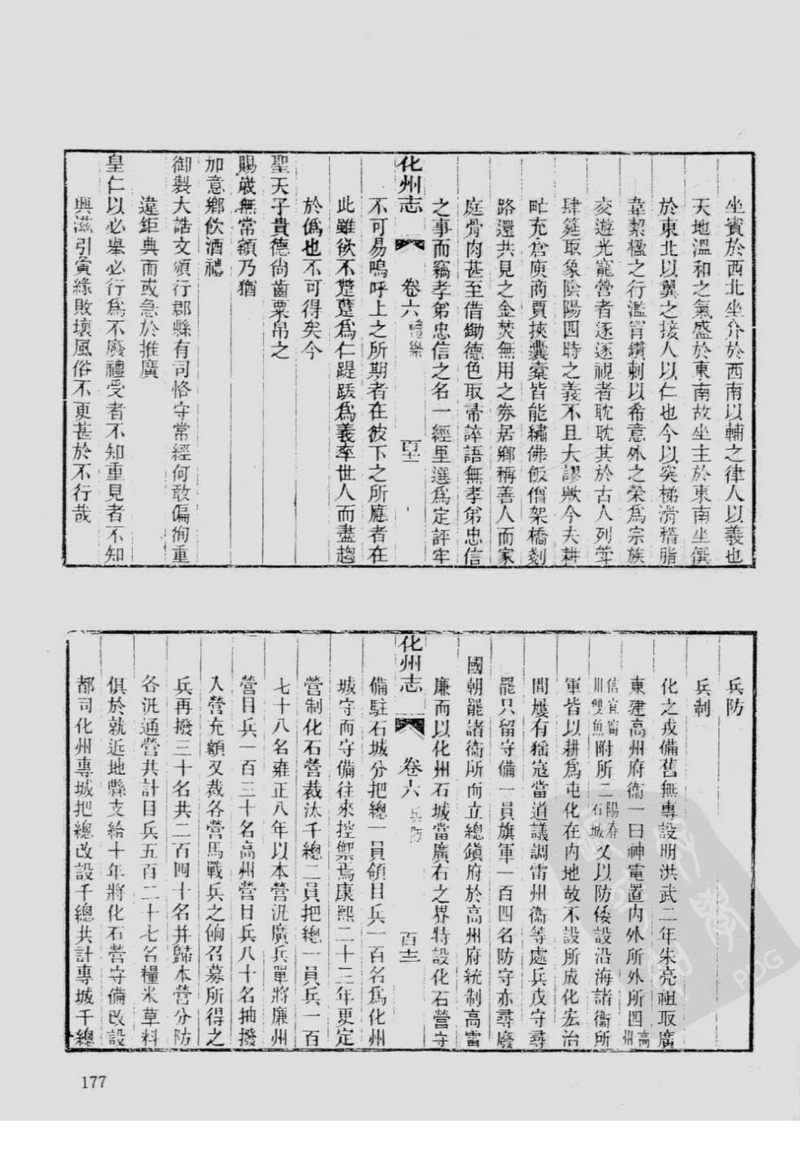 坐賓於西北坐介於西南以輔之律人以義也
天地溫和之氣盛於東南故坐主於東南坐僎
於東北以翼之接人以仁也今以突梯滑稽脂
韋絜楹之行濫冐鑽刺以希意外之榮爲宗族
交遊光寵營者逐逐視者耽耽其於古人列筓
肆筵取象陰陽四時之義不且大謬歟今夫耕
甿充倉庾商賈挾囊槖皆能繡佛飯僧架橋剗
路還共見之金焚無用之劵居鄉稱善人而家
庭骨肉甚至借鋤德色取帚誶語無孝弟忠信
之事而竊孝弟忠信之名一經里選爲定評牢
化州志 卷六 禮樂 百十一
不可易嗚呼上之所期者在彼下之所應者在
此雖欲不蹩躠爲仁踶跂爲義率世人而盡趨
於僞也不可得矣今
聖天子貴德尙齒粟帛之
賜歲無常額乃猶
加意鄉飲酒禮
御製大誥文頒行郡縣有司恪守常經何敢偏徇重
違鉅典而或急於推廣
皇仁以必舉必行爲不廢禮受者不知重見者不知
興滋引夤緣敗壞風俗不更甚於不行哉
兵防
兵制
化之戎備舊無專設明洪武二年朱亮祖取廣
東建高州府衞一曰神電置內外所外所四高州
信宜寗川雙魚附所二陽春石城又以防倭設沿海諸衞所
軍皆以耕爲屯化在內地故不設所成化宏治
間屢有猺寇當道議調雷州衞等處兵戍守尋
罷只留守備一員旗軍一百四名防守亦尋廢
國朝罷諸衞所而立總鎭府於高州府統制高雷
廉而以化州石城當廣右之界特設化石營守
化州志 卷六 兵防 百十二
備駐石城分把總一員領目兵一百名爲化州
城守而守備往來控禦焉康熙二十三年更定
營制化石營裁汰千總二員把總一員兵一百
七十八名雍正八年以本營汛廣兵單將廉州
營目兵一百三十名高州營目兵八十名抽撥
入營充額又裁各營馬戰兵之餉召募所得之
兵再撥三十名共二百四十名并歸本營分防
各汛通營共計目兵五百二十七名糧米草料
俱於就近地縣支給十年將化石營守備改設
都司化州專城把總改設千總共計專城千總
177
PDG